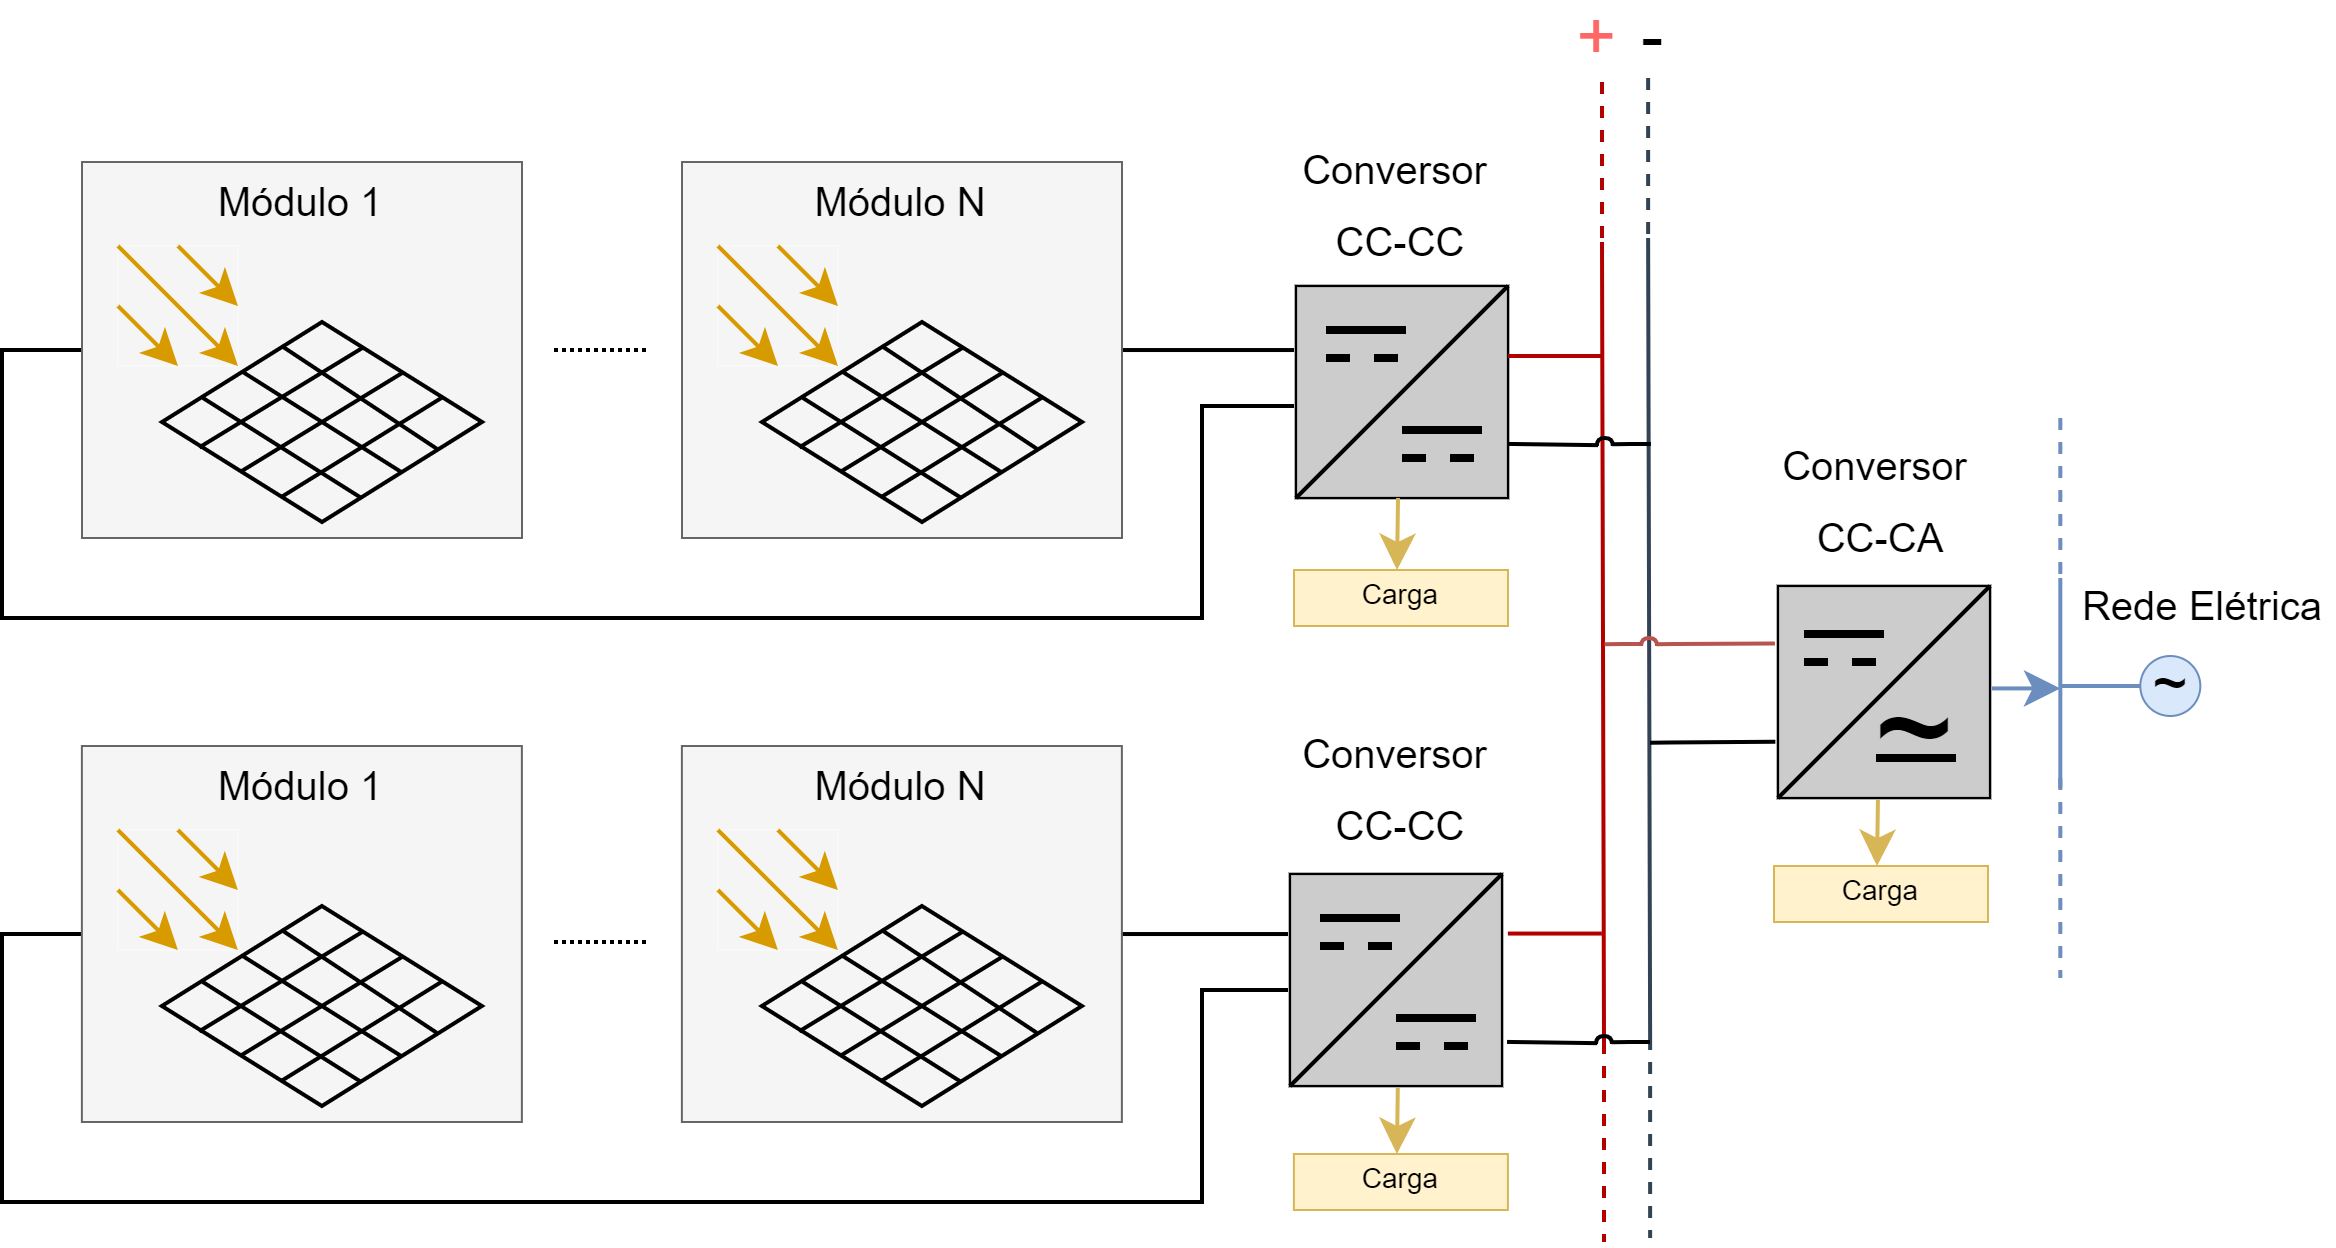 + -
Módulo 1
Módulo N
Conversor
CC-CC
Carga
Conversor
CC-CA
Rede Elétrica
~
Carga
Módulo 1
Módulo N
Conversor
CC-CC
Carga